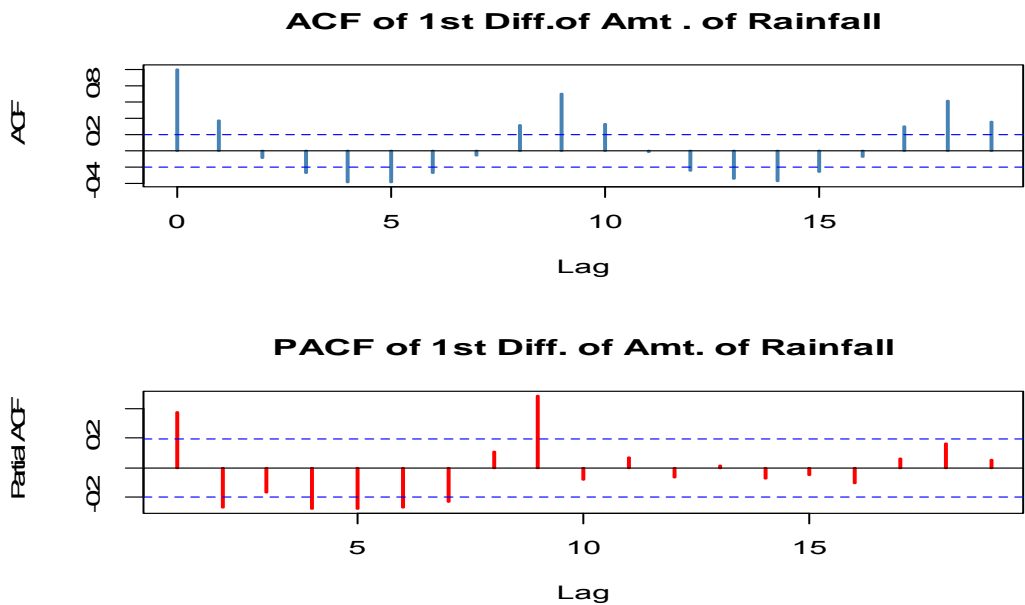 ACF of 1st Diff.of Amt . of Rainfall
ACF
0.8
0.2
-0.4
0 5 10 15
Lag
PACF of 1st Diff. of Amt. of Rainfall
Partial ACF
0.2
-0.2
5 10 15
Lag